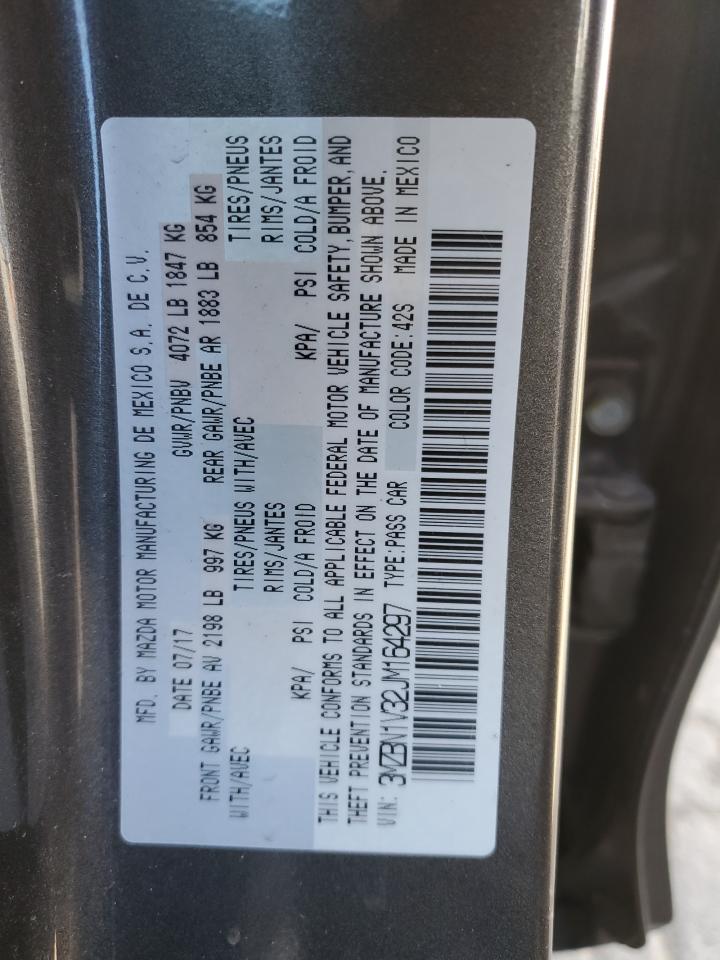 MFD. BY MAZDA MOTOR MANUFACTURING DE MEXICO S.A. DE C.V.
DATE 07/17 GVWR/PNBV 4072 LB 1847 KG
FRONT GAWR/PNBE AV 2198 LB 997 KG REAR GAWR/PNBE AR 1883 LB 854 KG
WITH/AVEC TIRES/PNEUS WITH/AVEC TIRES/PNEUS
RIMS/JANTES RIMS/JANTES
KPA/ PSI COLD/A FROID KPA/ PSI COLD/A FROID
THIS VEHICLE CONFORMS TO ALL APPLICABLE FEDERAL MOTOR VEHICLE SAFETY, BUMPER, AND
THEFT PREVENTION STANDARDS IN EFFECT ON THE DATE OF MANUFACTURE SHOWN ABOVE.
VIN: 3MZBN1V32JM164297 TYPE:PASS CAR COLOR CODE:42S MADE IN MEXICO